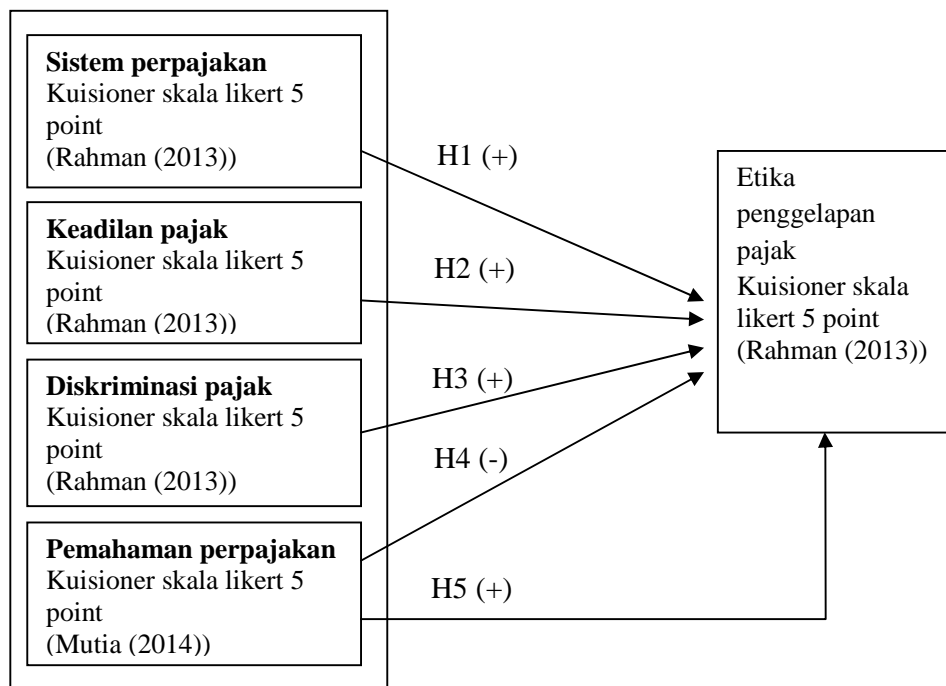 Sistem perpajakan
Kuisioner skala likert 5
point
(Rahman (2013))
Keadilan pajak
Kuisioner skala likert 5
point
(Rahman (2013))
Diskriminasi pajak
Kuisioner skala likert 5
point
(Rahman (2013))
Pemahaman perpajakan
Kuisioner skala likert 5
point
(Mutia (2014))
H1 (+)
H2 (+)
H3 (+)
H4 (-)
H5 (+)
Etika
penggelapan
pajak
Kuisioner skala
likert 5 point
(Rahman (2013))